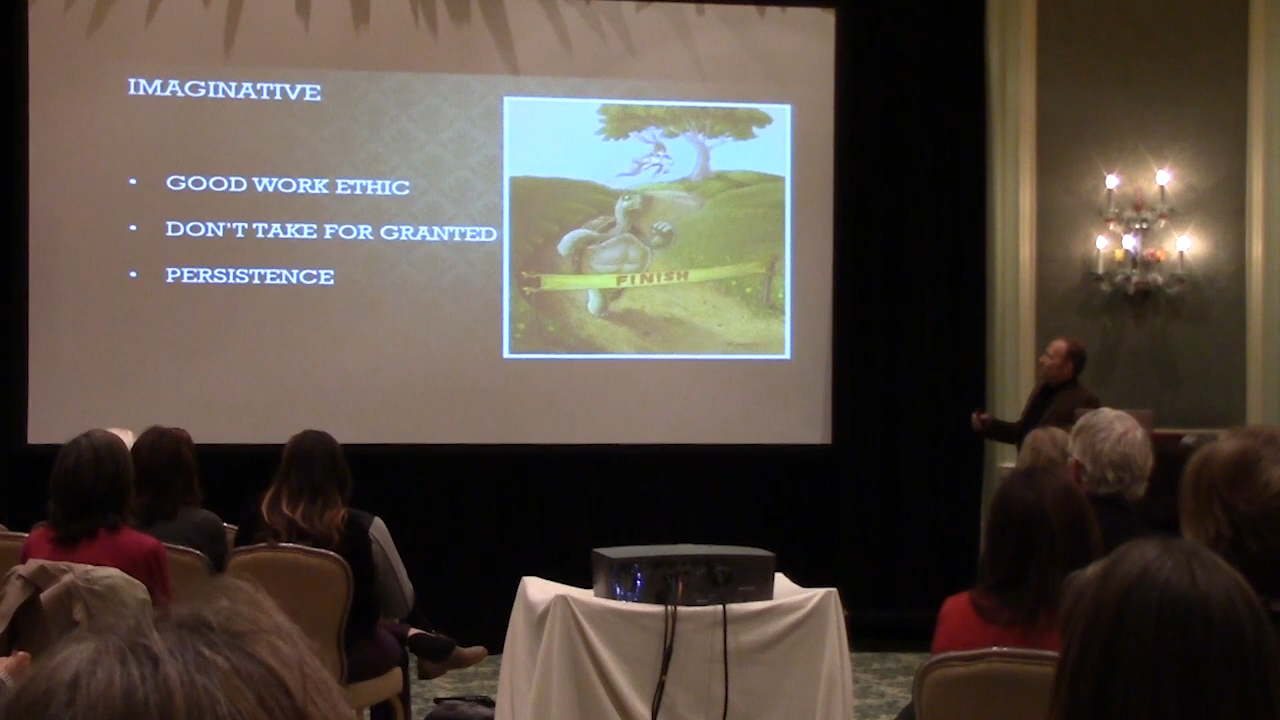 IMAGINATIVE
• GOOD WORK ETHIC
• DON'T TAKE FOR GRANTED
• PERSISTENCE
FINISH